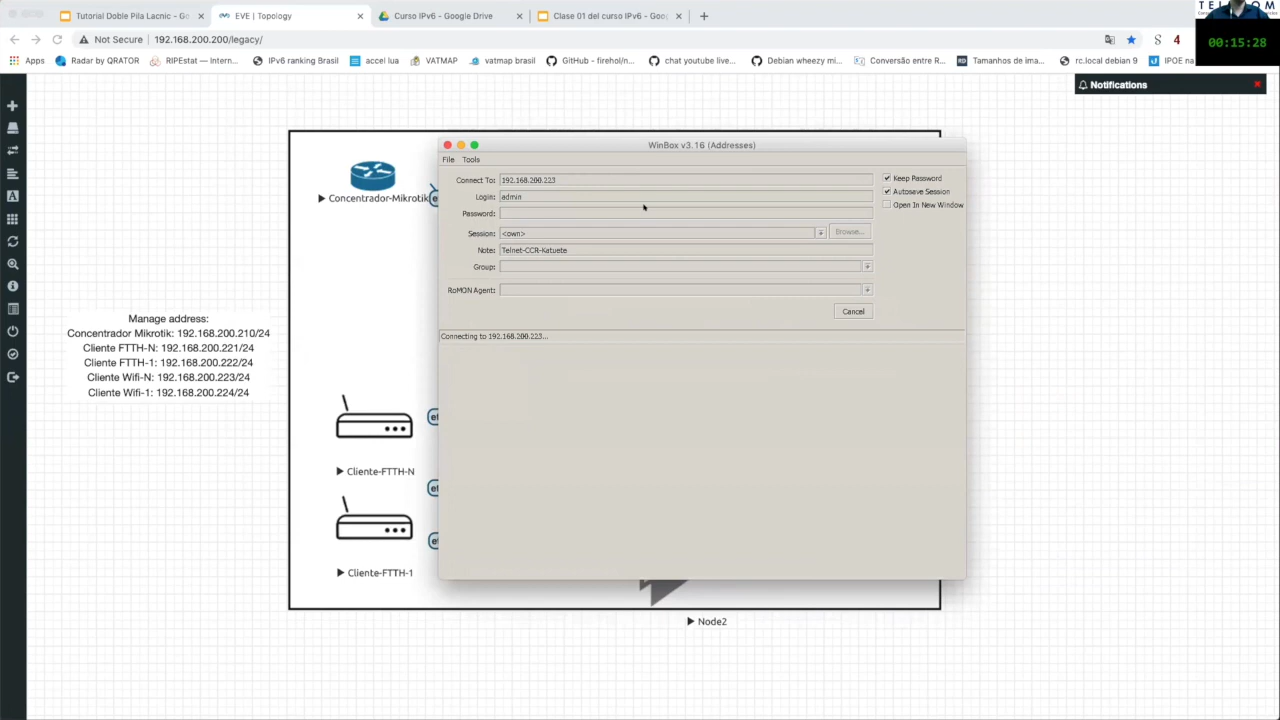 Tutorial Doble Pila Lacnic - Go
EVE | Topology
Curso IPv6 - Google Drive
Clase 01 del curso IPv6 - Goo
TELECOM
Not Secure
192.168.200.200/legacy/
S
4
00:15:28
Apps
Radar by QRATOR
RIPEstat — Intern...
IPv6 ranking Brasil
accel lua
VATMAP
vatmap brasil
GitHub - firehol/n...
chat youtube live...
Debian wheezy mi...
Conversão entre R...
Tamanhos de ima...
rc.local debian 9
IPOE na
Notifications
WinBox v3.16 (Addresses)
File Tools
Connect To: 192.168.200.223
Keep Password
Login: admin
Autosave Session
Password:
Open In New Window
Session: <own>
Browse...
Note: Telnet-CCR-Katuete
Group:
RoMON Agent:
Cancel
Connecting to 192.168.200.223...
Concentrador-Mikrotik
Manage address:
Concentrador Mikrotik: 192.168.200.210/24
Cliente FTTH-N: 192.168.200.221/24
Cliente FTTH-1: 192.168.200.222/24
Cliente Wifi-N: 192.168.200.223/24
Cliente Wifi-1: 192.168.200.224/24
Cliente-FTTH-N
Cliente-FTTH-1
Node2